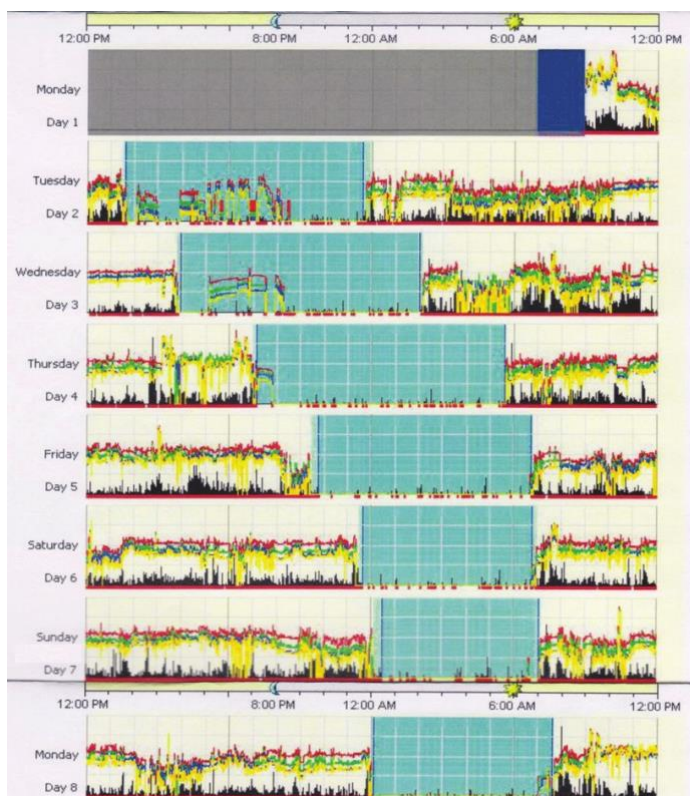 12:00 PM 8:00 PM 12:00 AM 6:00 AM 12:00 PM
Monday
Day 1
Tuesday
Day 2
Wednesday
Day 3
Thursday
Day 4
Friday
Day 5
Saturday
Day 6
Sunday
Day 7
12:00 PM 8:00 PM 12:00 AM 6:00 AM 12:00 PM
Monday
Day 8